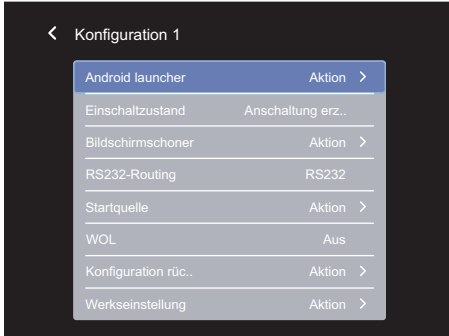 Konfiguration 1
Android launcher Aktion
Einschaltzustand Anschaltung erz..
Bildschirmschoner Aktion
RS232-Routing RS232
Startquelle Aktion
WOL Aus
Konfiguration rüc.. Aktion
Werkseinstellung Aktion